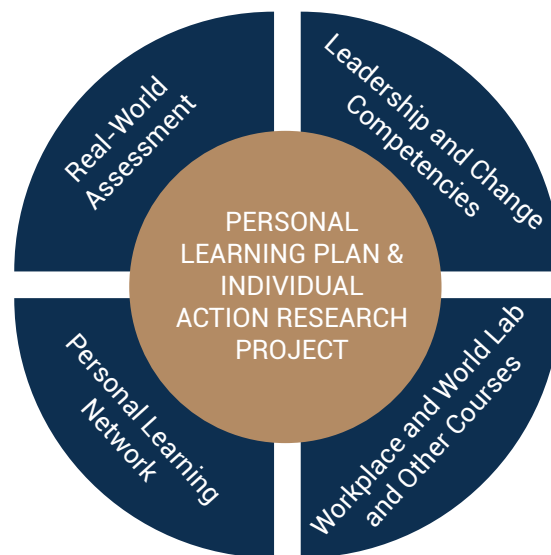 Real-World
Assessment
Leadership and Change
Competencies
PERSONAL
LEARNING PLAN &
INDIVIDUAL
ACTION RESEARCH
PROJECT
Personal Learning
Network
Workplace and World Lab
and Other Courses